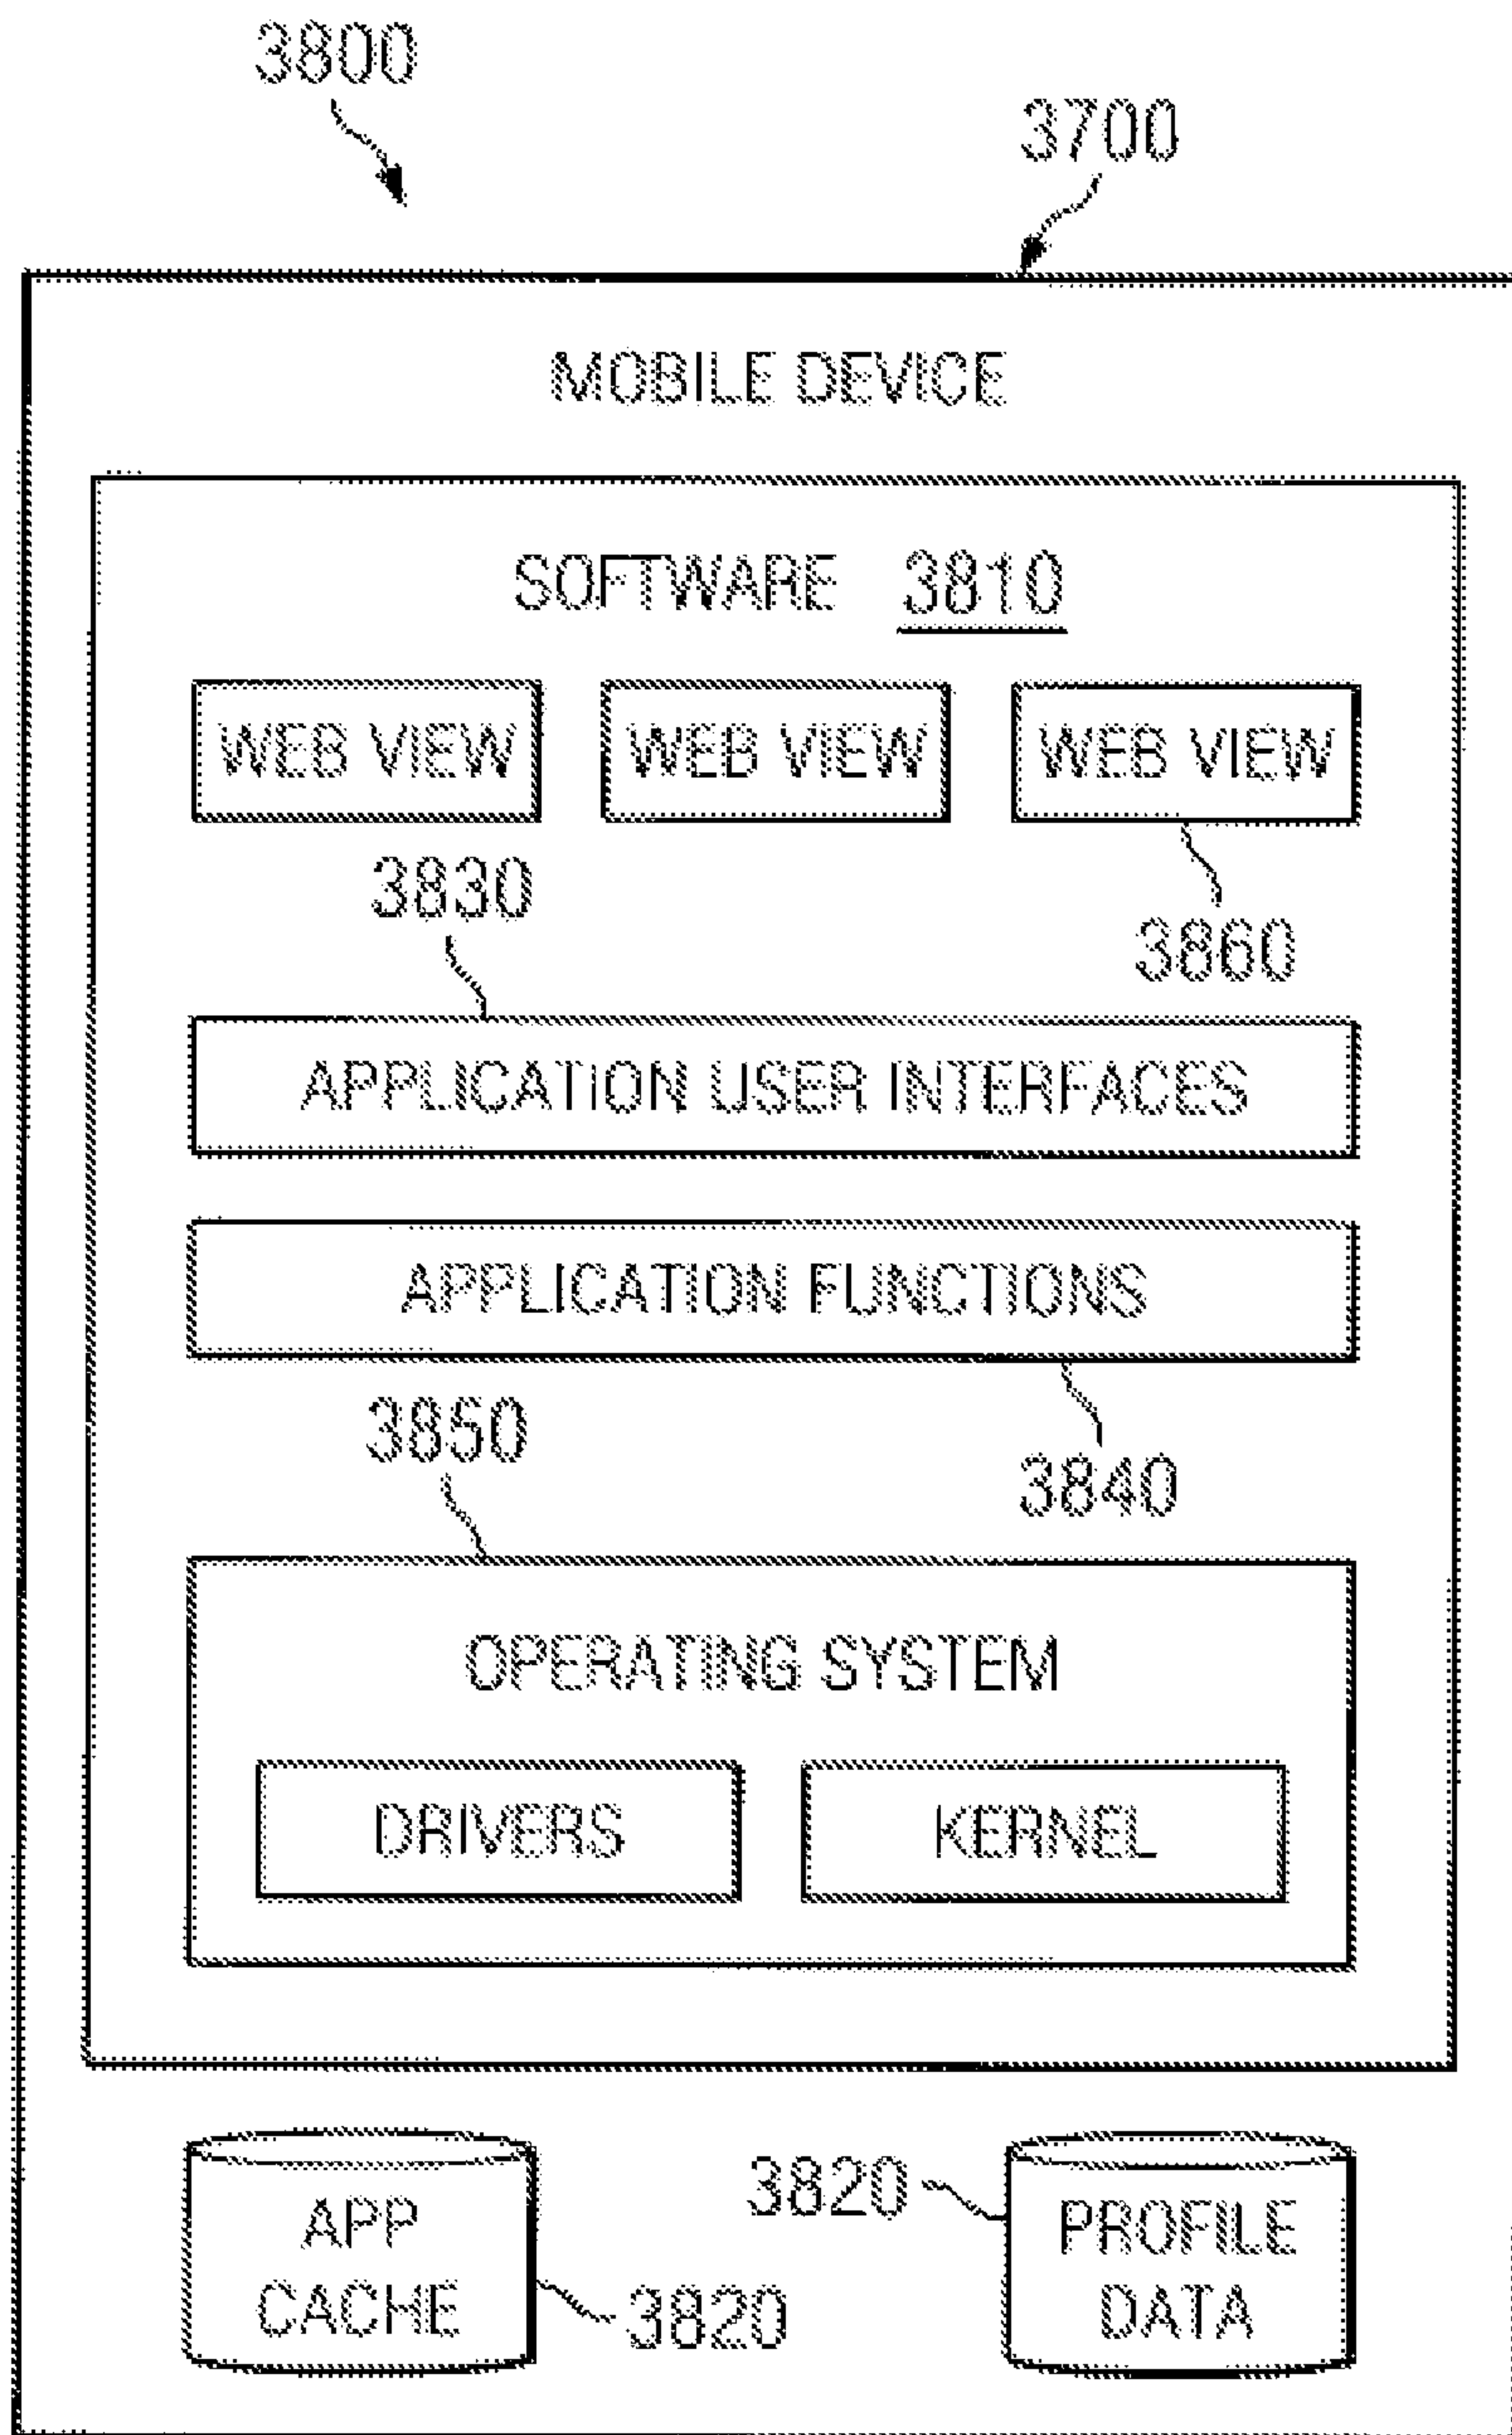 3800
3700
MOBILE DEVICE
SOFTWARE 3810
WEB VIEW WEB VIEW WEB VIEW
3830
3860
APPLICATION USER INTERFACES
APPLICATION FUNCTIONS
3850
3840
OPERATING SYSTEM
DRIVERS KERNEL
APP
CACHE
3820
3820
PROFILE
DATA